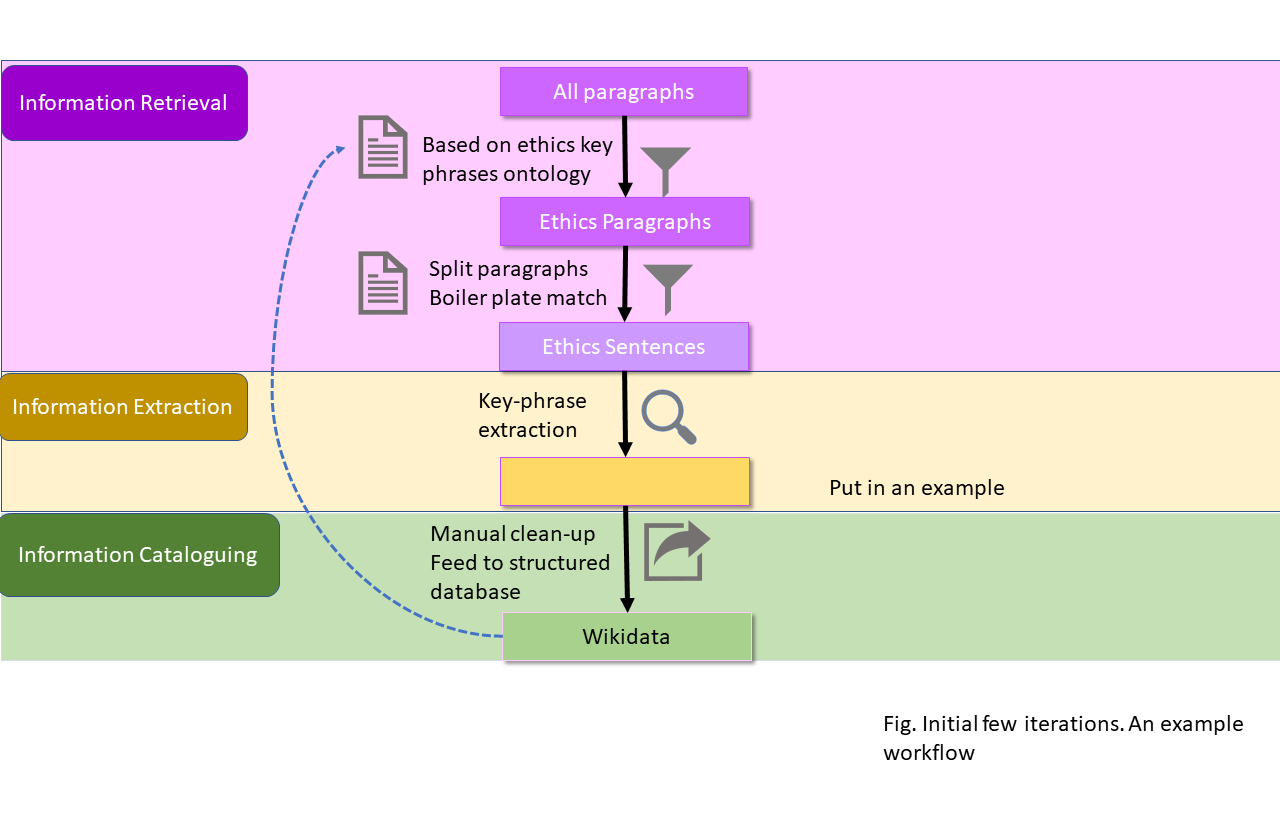 All paragraphs
Information Retrieval
Based on ethics key
phrases ontology
Ethics Paragraphs
Split paragraphs
Boiler plate match
Ethics Sentences
Information Extraction
Key-phrase
extraction
Put in an example
Information Cataloguing
Manual clean-up
Feed to structured
database
Wikidata
Fig. Initial few iterations. An example
workflow